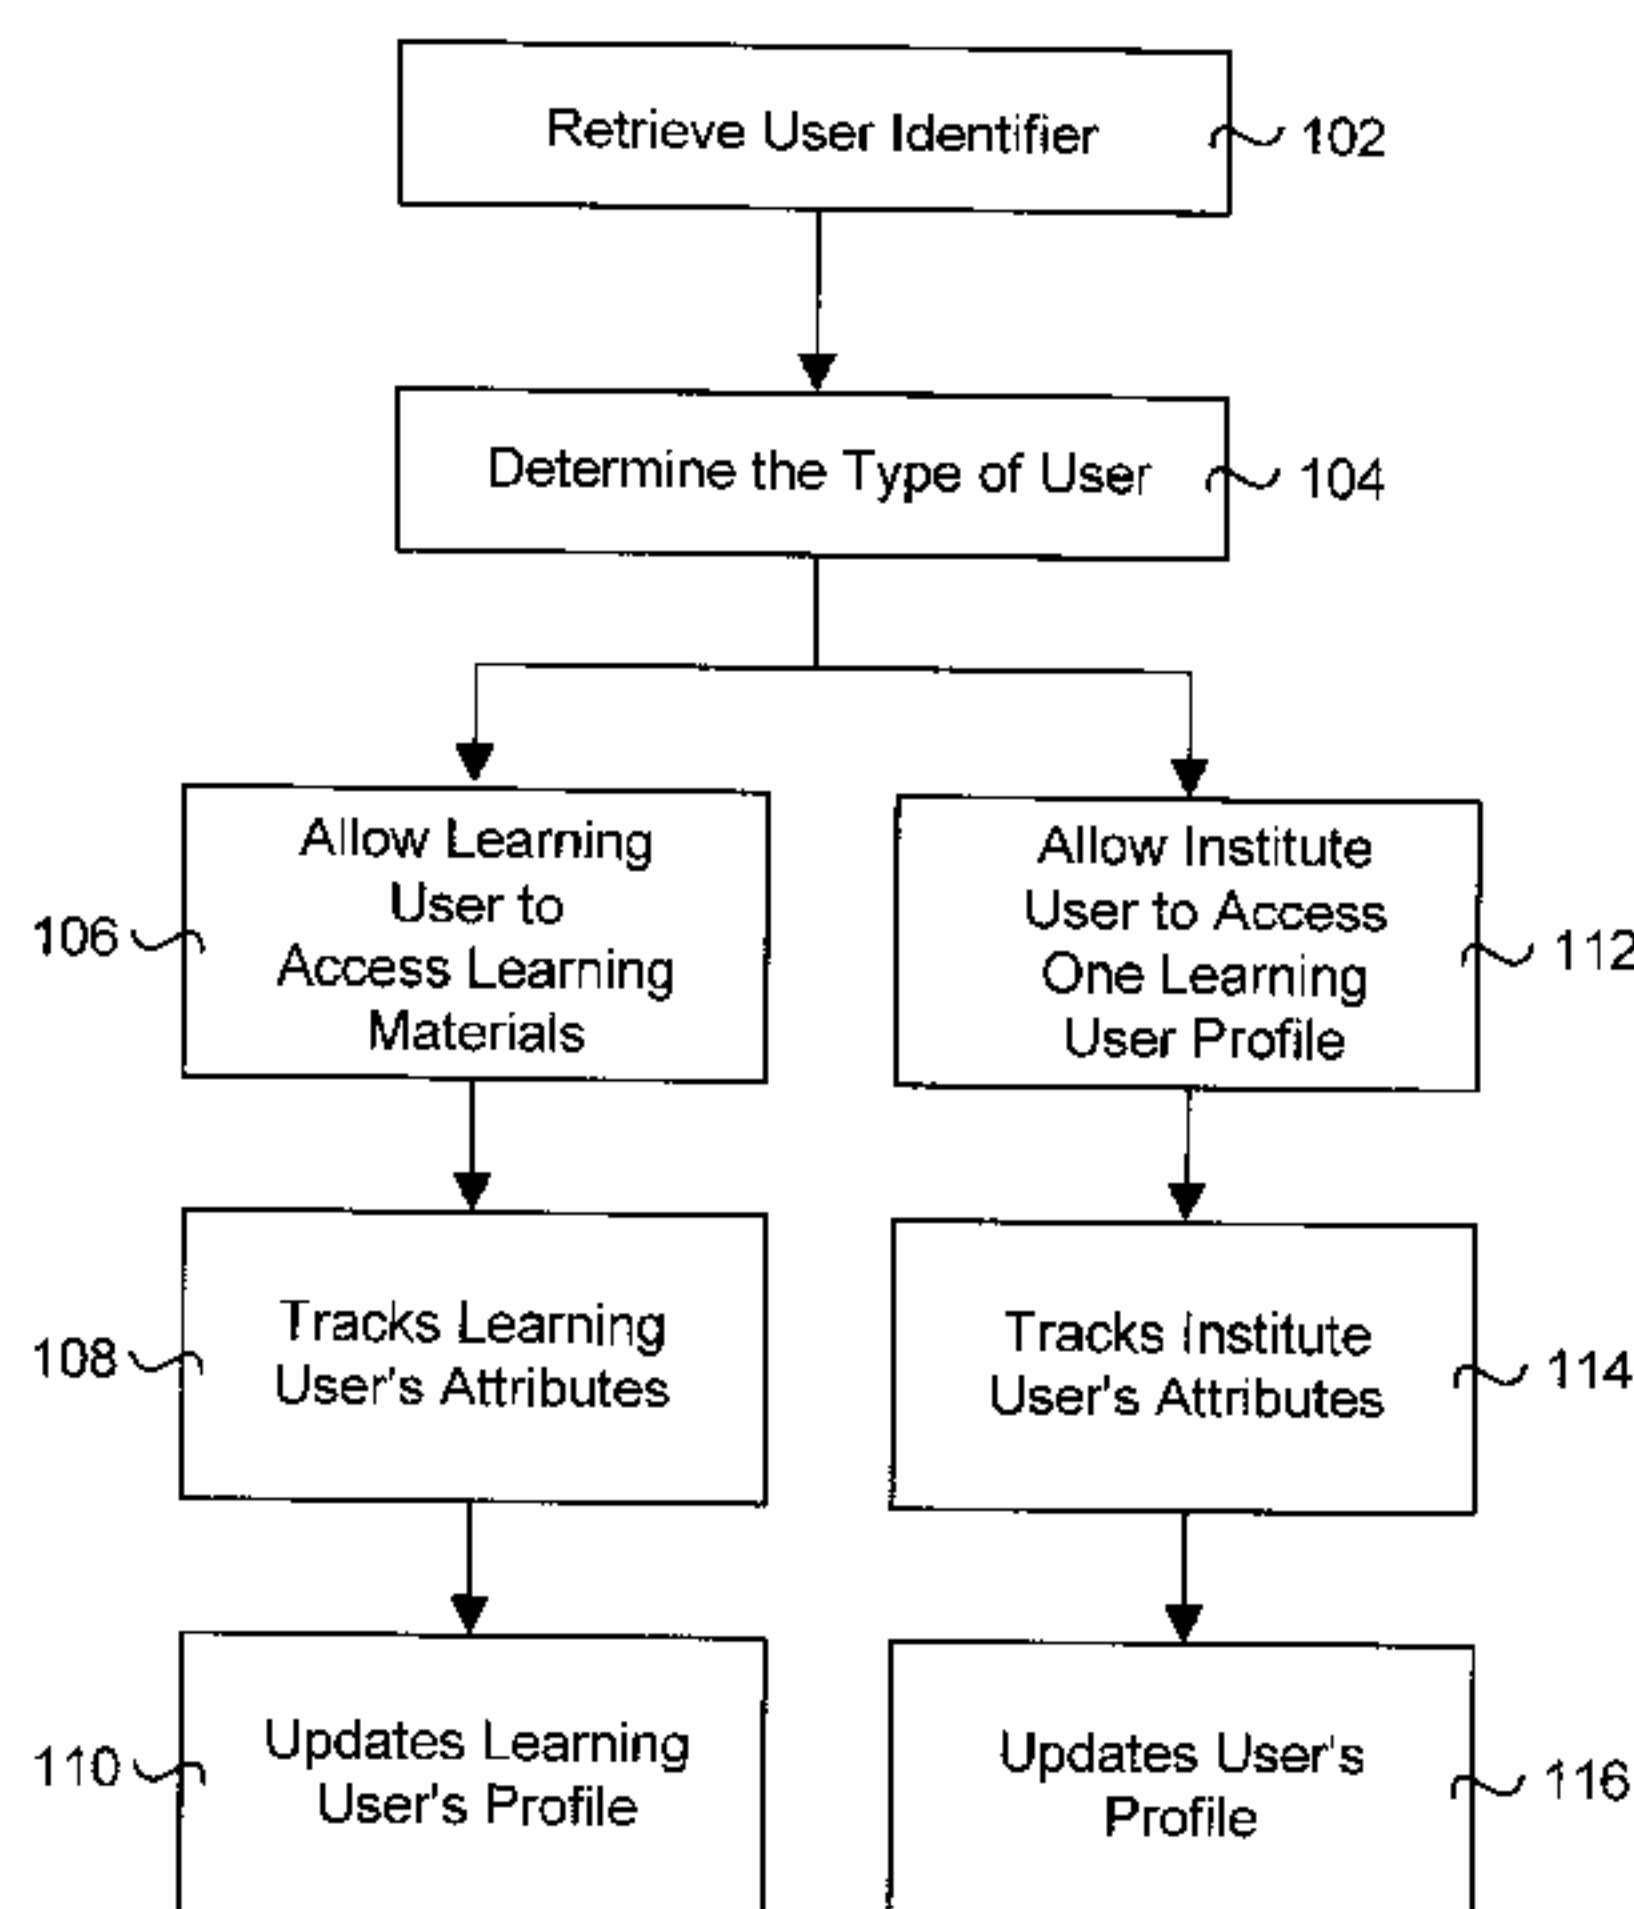 Retrieve User Identifier
102
Determine the Type of User
104
Allow Learning
User to
Access Learning
Materials
106
Allow Institute
User to Access
One Learning
User Profile
112
Tracks Learning
User's Attributes
108
Tracks Institute
User's Attributes
114
Updates Learning
User's Profile
110
Updates User's
Profile
116